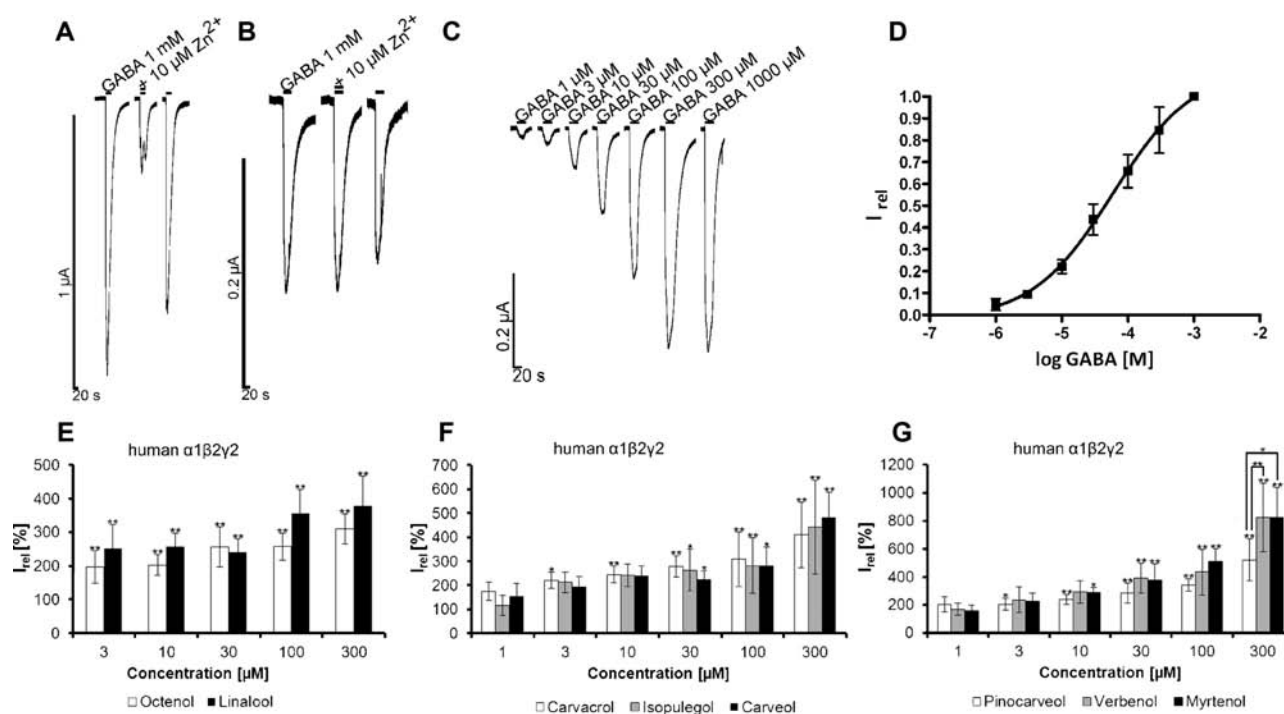 A
GABA 1 mM
+ 10 µM Zn2+
1 µA
20 s
B
GABA 1 mM
+ 10 µM Zn2+
0.2 µA
20 s
C
GABA 1 µM
GABA 3 µM
GABA 10 µM
GABA 30 µM
GABA 100 µM
GABA 300 µM
GABA 1000 µM
0.2 µA
20 s
D
I rel
1.0
0.9
0.8
0.7
0.6
0.5
0.4
0.3
0.2
0.1
0.0
-7 -6 -5 -4 -3 -2
log GABA [M]
E
human α1β2γ2
Irel [%]
500
400
300
200
100
0
** ** ** ** ** ** ** ** ** **
3 10 30 100 300
Concentration [µM]
Octenol Linalool
F
human α1β2γ2
Irel [%]
700
600
500
400
300
200
100
0
* ** ** * * ** ** * ** ** **
1 3 10 30 100 300
Concentration [µM]
Carvacrol Isopulegol Carveol
G
human α1β2γ2
Irel [%]
1200
1000
800
600
400
200
0
*
**
* ** * ** ** ** ** ** ** ** ** **
1 3 10 30 100 300
Concentration [µM]
Pinocarveol Verbenol Myrtenol